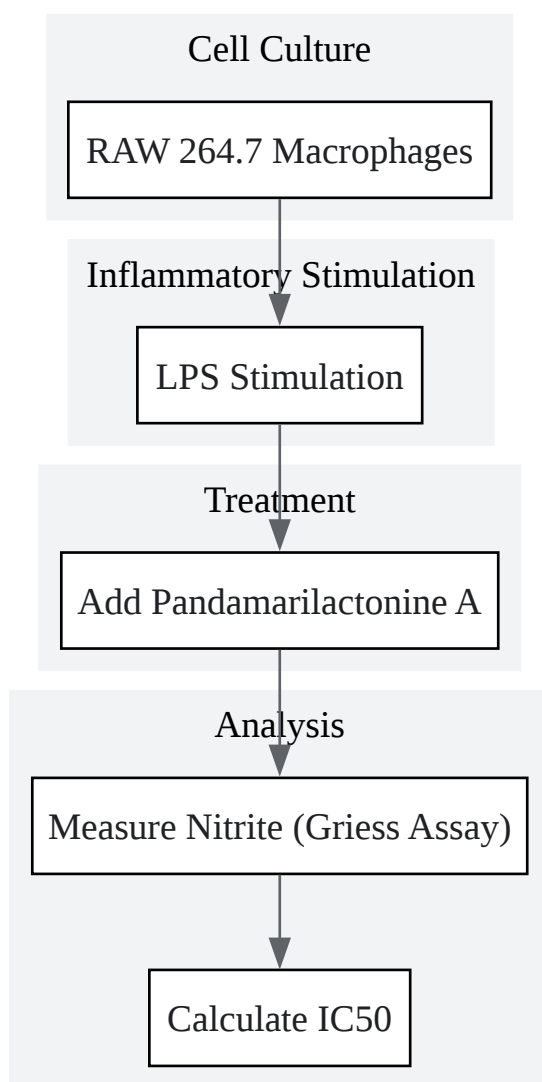 Cell Culture
RAW 264.7 Macrophages
Inflammatory Stimulation
LPS Stimulation
Treatment
Add Pandamarilactonine A
Analysis
Measure Nitrite (Griess Assay)
Calculate IC50